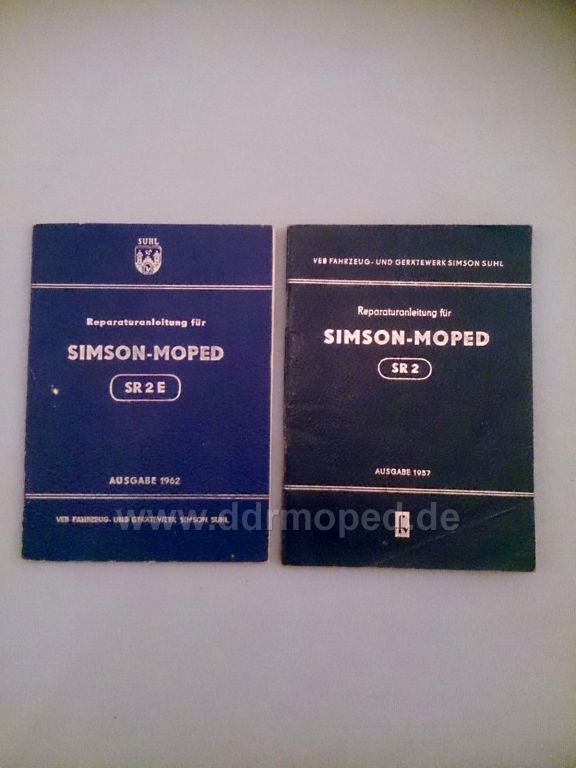 SUHL
Reparaturanleitung für
SIMSON-MOPED
SR 2 E
AUSGABE 1962
VEB FAHRZEUG- UND GERÄTEWERK SIMSON SUHL
VEB FAHRZEUG- UND GERÄTEWERK SIMSON SUHL
Reparaturanleitung für
SIMSON-MOPED
SR 2
AUSGABE 1957
www.ddrmoped.de